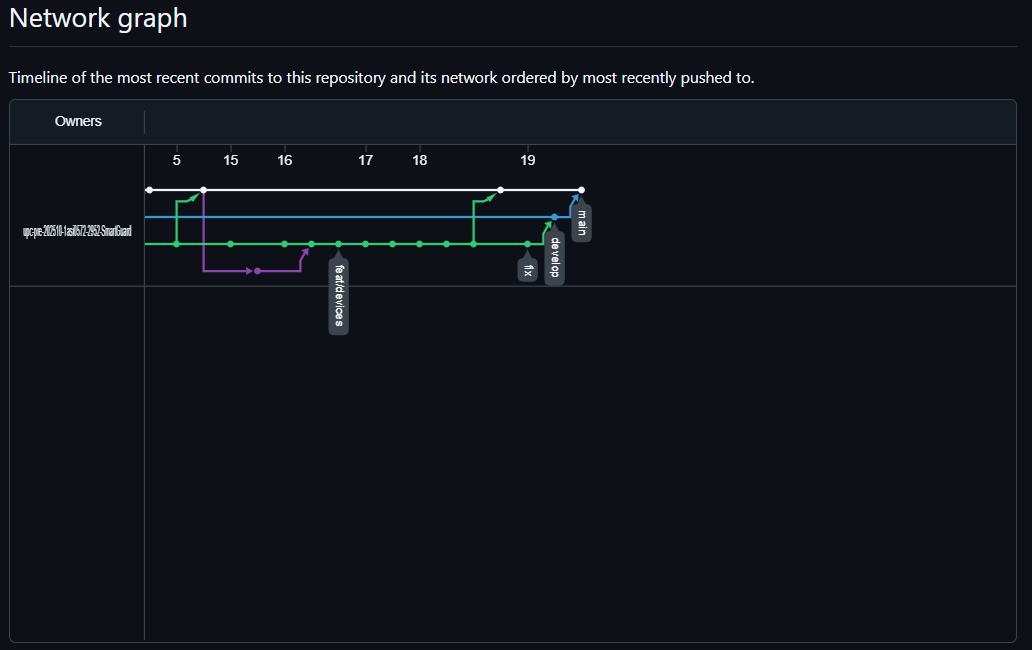 Network graph
Timeline of the most recent commits to this repository and its network ordered by most recently pushed to.
Owners
5 15 16 17 18 19
upc-pre-202510-1asi0572-2952-SmartGuard
main
develop
fix
feat/devices